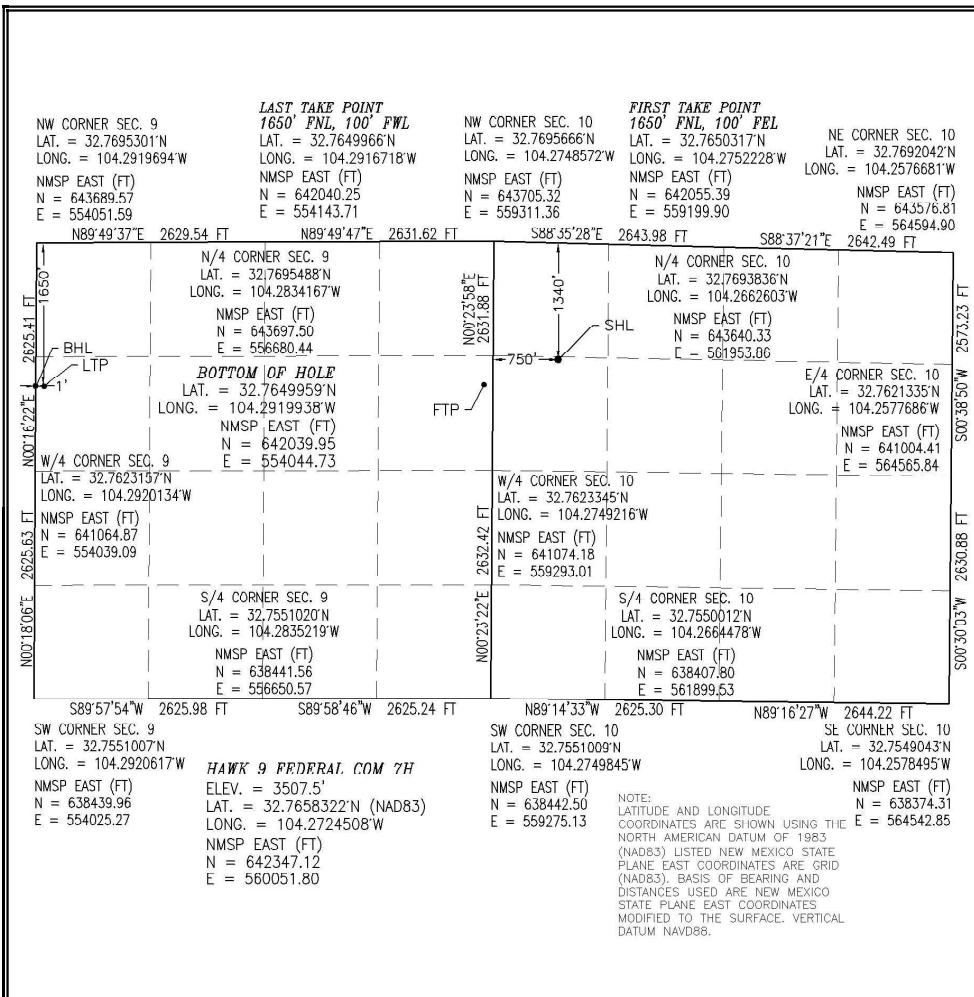 NW CORNER SEC. 9
LAT. = 32.7695301'N
LONG. = 104.2919694'W
NMSP EAST (FT)
N = 643689.57
E = 554051.59
LAST TAKE POINT
1650' FNL, 100' FWL
LAT. = 32.7649966'N
LONG. = 104.2916718'W
NMSP EAST (FT)
N = 642040.25
E = 554143.71
NW CORNER SEC. 10
LAT. = 32.7695666'N
LONG. = 104.2748572'W
NMSP EAST (FT)
N = 643705.32
E = 559311.36
FIRST TAKE POINT
1650' FNL, 100' FEL
LAT. = 32.7650317'N
LONG. = 104.2752228'W
NMSP EAST (FT)
N = 642055.39
E = 559199.90
NE CORNER SEC. 10
LAT. = 32.7692042'N
LONG. = 104.2576681'W
NMSP EAST (FT)
N = 643576.81
E = 564594.90
N89°49'37"E 2629.54 FT
N89°49'47"E 2631.62 FT
S88°35'28"E 2643.98 FT
S88°37'21"E 2642.49 FT
N/4 CORNER SEC. 9
LAT. = 32.7695488'N
LONG. = 104.2834167'W
NMSP EAST (FT)
N = 643697.50
E = 556680.44
N/4 CORNER SEC. 10
LAT. = 32.7693836'N
LONG. = 104.2662603'W
NMSP EAST (FT)
N = 643640.33
E = 561953.86
1650'
1340'
750'
SHL
BHL
LTP
1'
FTP
N00°16'22"E 2625.41 FT
N00°23'58"E
2631.88 FT
2573.23 FT
S00°38'50"W
BOTTOM OF HOLE
LAT. = 32.7649959'N
LONG. = 104.2919938'W
NMSP EAST (FT)
N = 642039.95
E = 554044.73
E/4 CORNER SEC. 10
LAT. = 32.7621335'N
LONG. = 104.2577686'W
NMSP EAST (FT)
N = 641004.41
E = 564565.84
W/4 CORNER SEC. 9
LAT. = 32.7623157'N
LONG. = 104.2920134'W
NMSP EAST (FT)
N = 641064.87
E = 554039.09
W/4 CORNER SEC. 10
LAT. = 32.7623345'N
LONG. = 104.2749216'W
NMSP EAST (FT)
N = 641074.18
E = 559293.01
N00°18'06"E 2625.63 FT
N00°23'22"E 2632.42 FT
S00°30'03"W 2630.88 FT
S/4 CORNER SEC. 9
LAT. = 32.7551020'N
LONG. = 104.2835219'W
NMSP EAST (FT)
N = 638441.56
E = 556650.57
S/4 CORNER SEC. 10
LAT. = 32.7550012'N
LONG. = 104.2664478'W
NMSP EAST (FT)
N = 638407.80
E = 561899.53
S89°57'54"W 2625.98 FT
S89°58'46"W 2625.24 FT
N89°14'33"W 2625.30 FT
N89°16'27"W 2644.22 FT
SW CORNER SEC. 9
LAT. = 32.7551007'N
LONG. = 104.2920617'W
NMSP EAST (FT)
N = 638439.96
E = 554025.27
HAWK 9 FEDERAL COM 7H
ELEV. = 3507.5'
LAT. = 32.7658322'N (NAD83)
LONG. = 104.2724508'W
NMSP EAST (FT)
N = 642347.12
E = 560051.80
SW CORNER SEC. 10
LAT. = 32.7551009'N
LONG. = 104.2749845'W
NMSP EAST (FT)
N = 638442.50
E = 559275.13
SE CORNER SEC. 10
LAT. = 32.7549043'N
LONG. = 104.2578495'W
NMSP EAST (FT)
N = 638374.31
E = 564542.85
NOTE:
LATITUDE AND LONGITUDE
COORDINATES ARE SHOWN USING THE
NORTH AMERICAN DATUM OF 1983
(NAD83) LISTED NEW MEXICO STATE
PLANE EAST COORDINATES ARE GRID
(NAD83). BASIS OF BEARING AND
DISTANCES USED ARE NEW MEXICO
STATE PLANE EAST COORDINATES
MODIFIED TO THE SURFACE. VERTICAL
DATUM NAVD88.